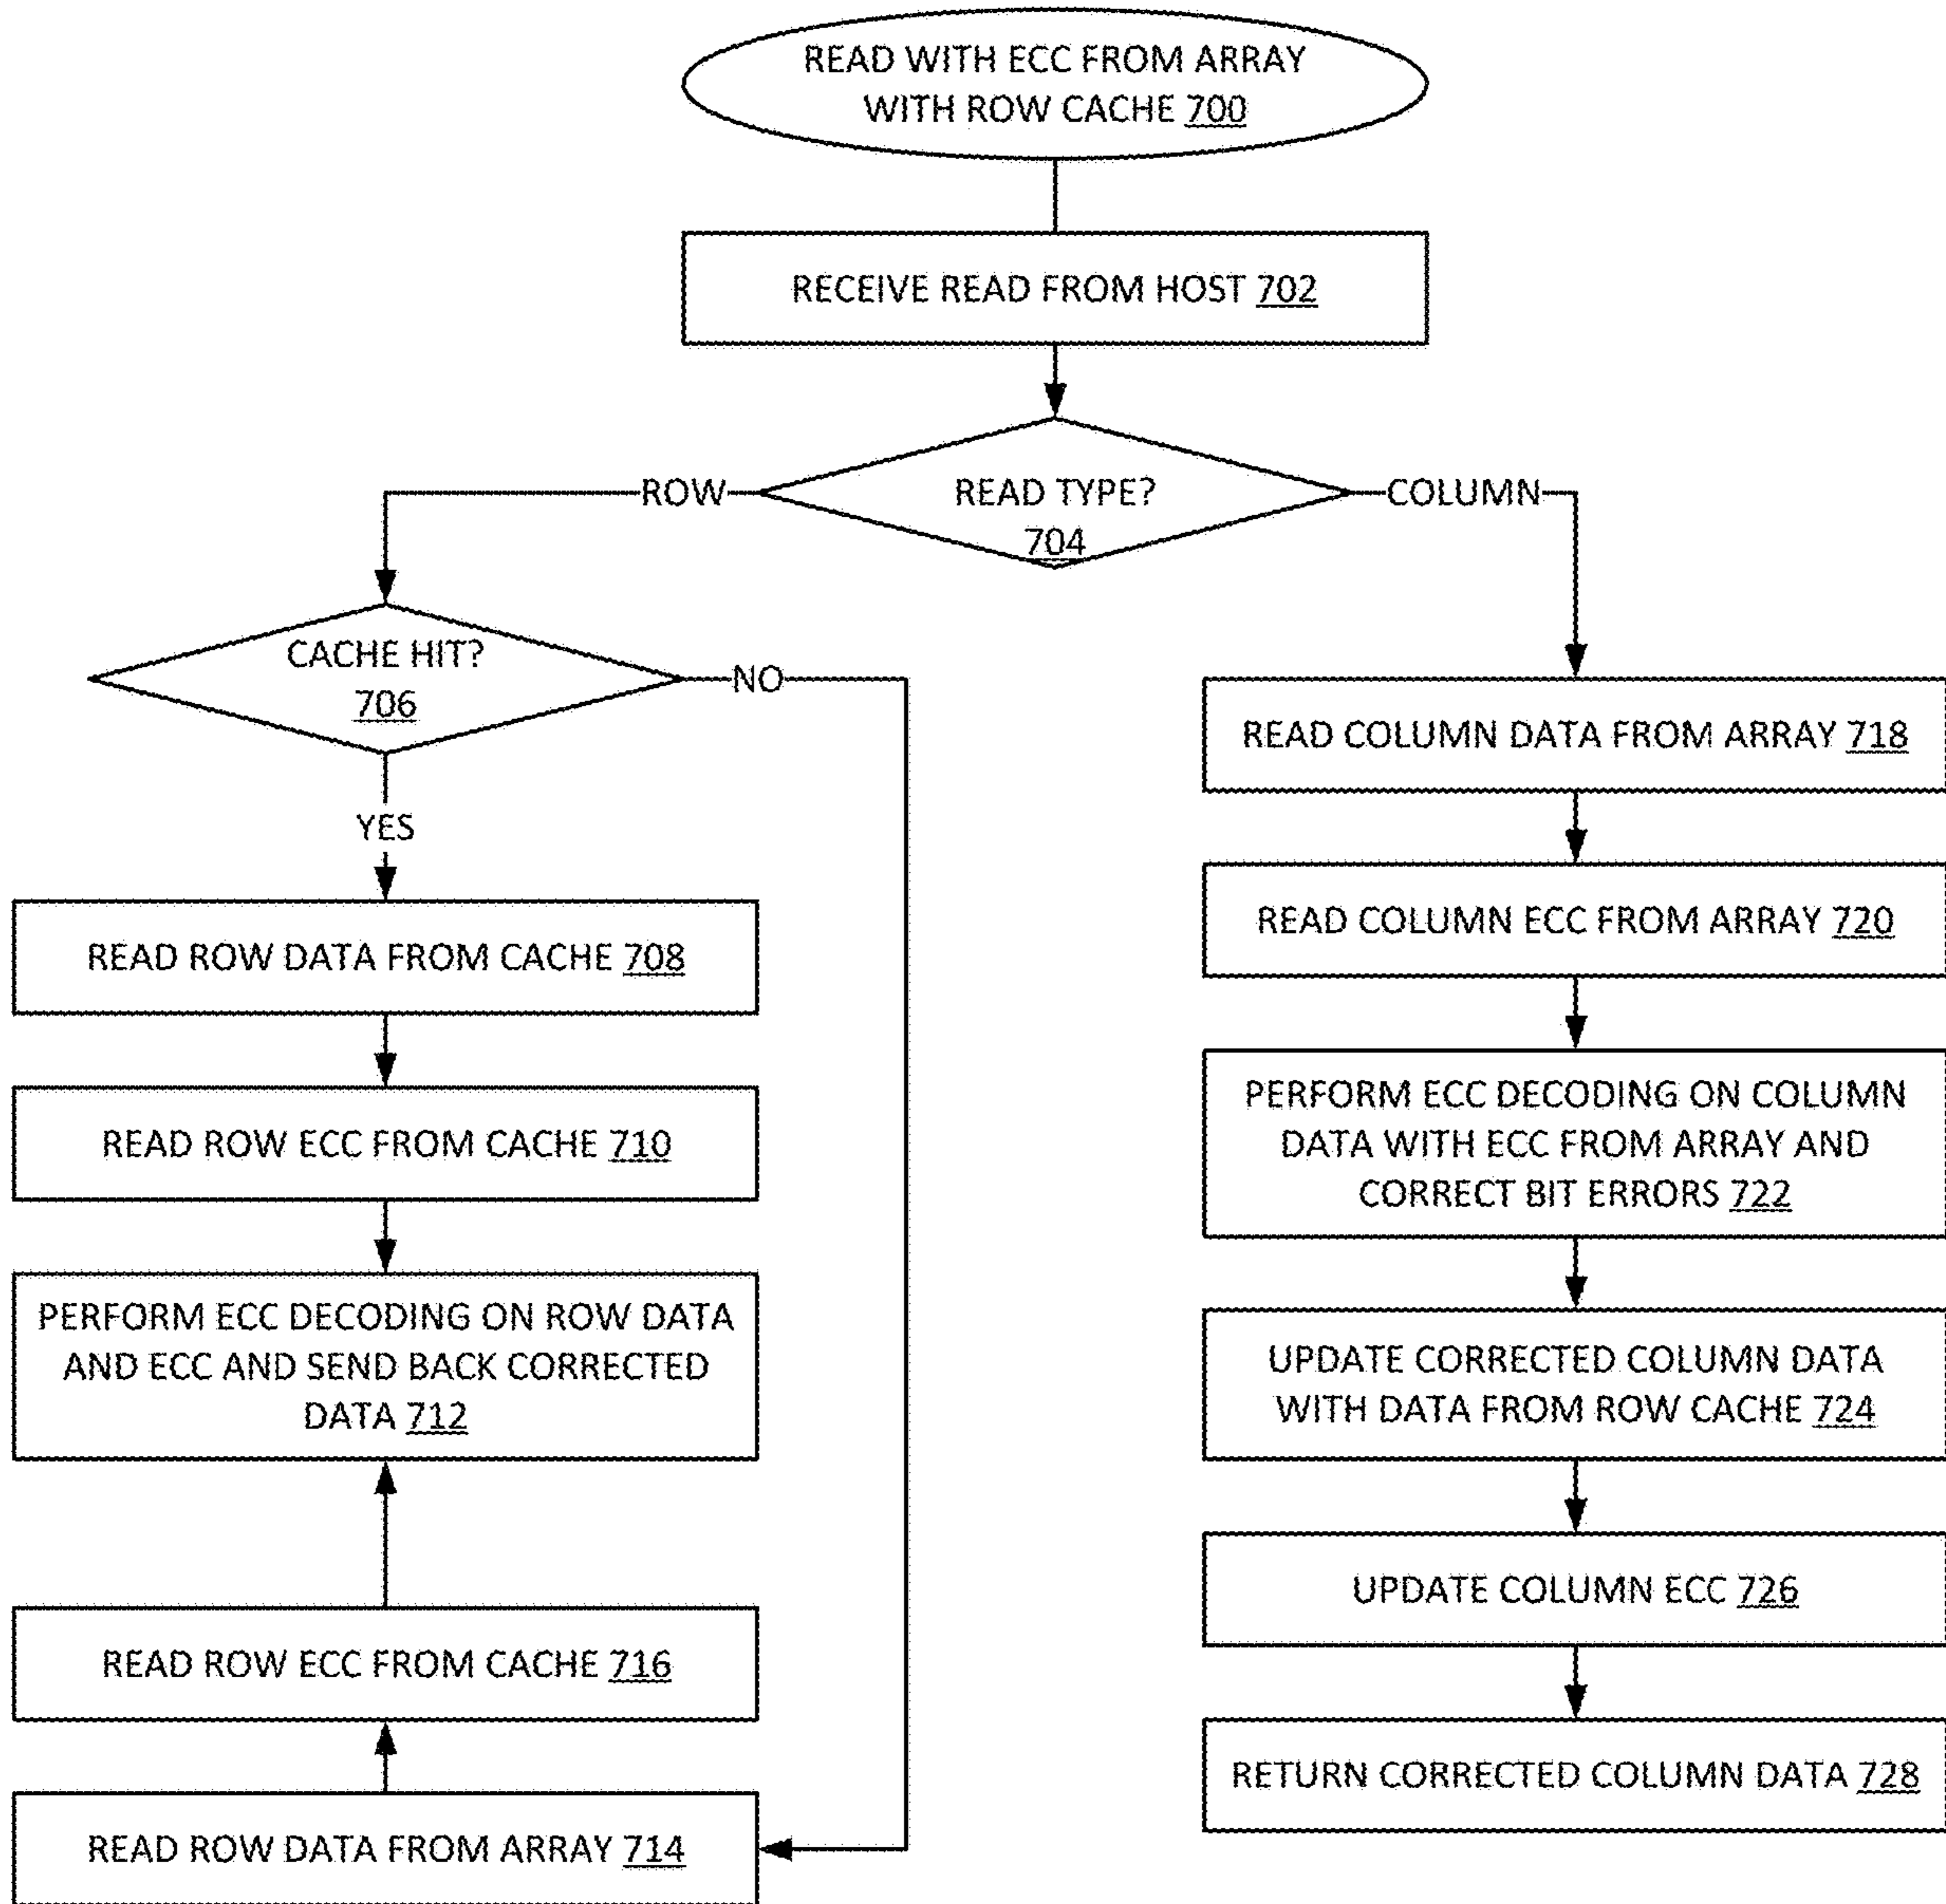 READ WITH ECC FROM ARRAY
WITH ROW CACHE 700
RECEIVE READ FROM HOST 702
ROW
READ TYPE?
704
COLUMN
CACHE HIT?
706
NO
YES
READ ROW DATA FROM CACHE 708
READ ROW ECC FROM CACHE 710
PERFORM ECC DECODING ON ROW DATA
AND ECC AND SEND BACK CORRECTED
DATA 712
READ ROW ECC FROM CACHE 716
READ ROW DATA FROM ARRAY 714
READ COLUMN DATA FROM ARRAY 718
READ COLUMN ECC FROM ARRAY 720
PERFORM ECC DECODING ON COLUMN
DATA WITH ECC FROM ARRAY AND
CORRECT BIT ERRORS 722
UPDATE CORRECTED COLUMN DATA
WITH DATA FROM ROW CACHE 724
UPDATE COLUMN ECC 726
RETURN CORRECTED COLUMN DATA 728